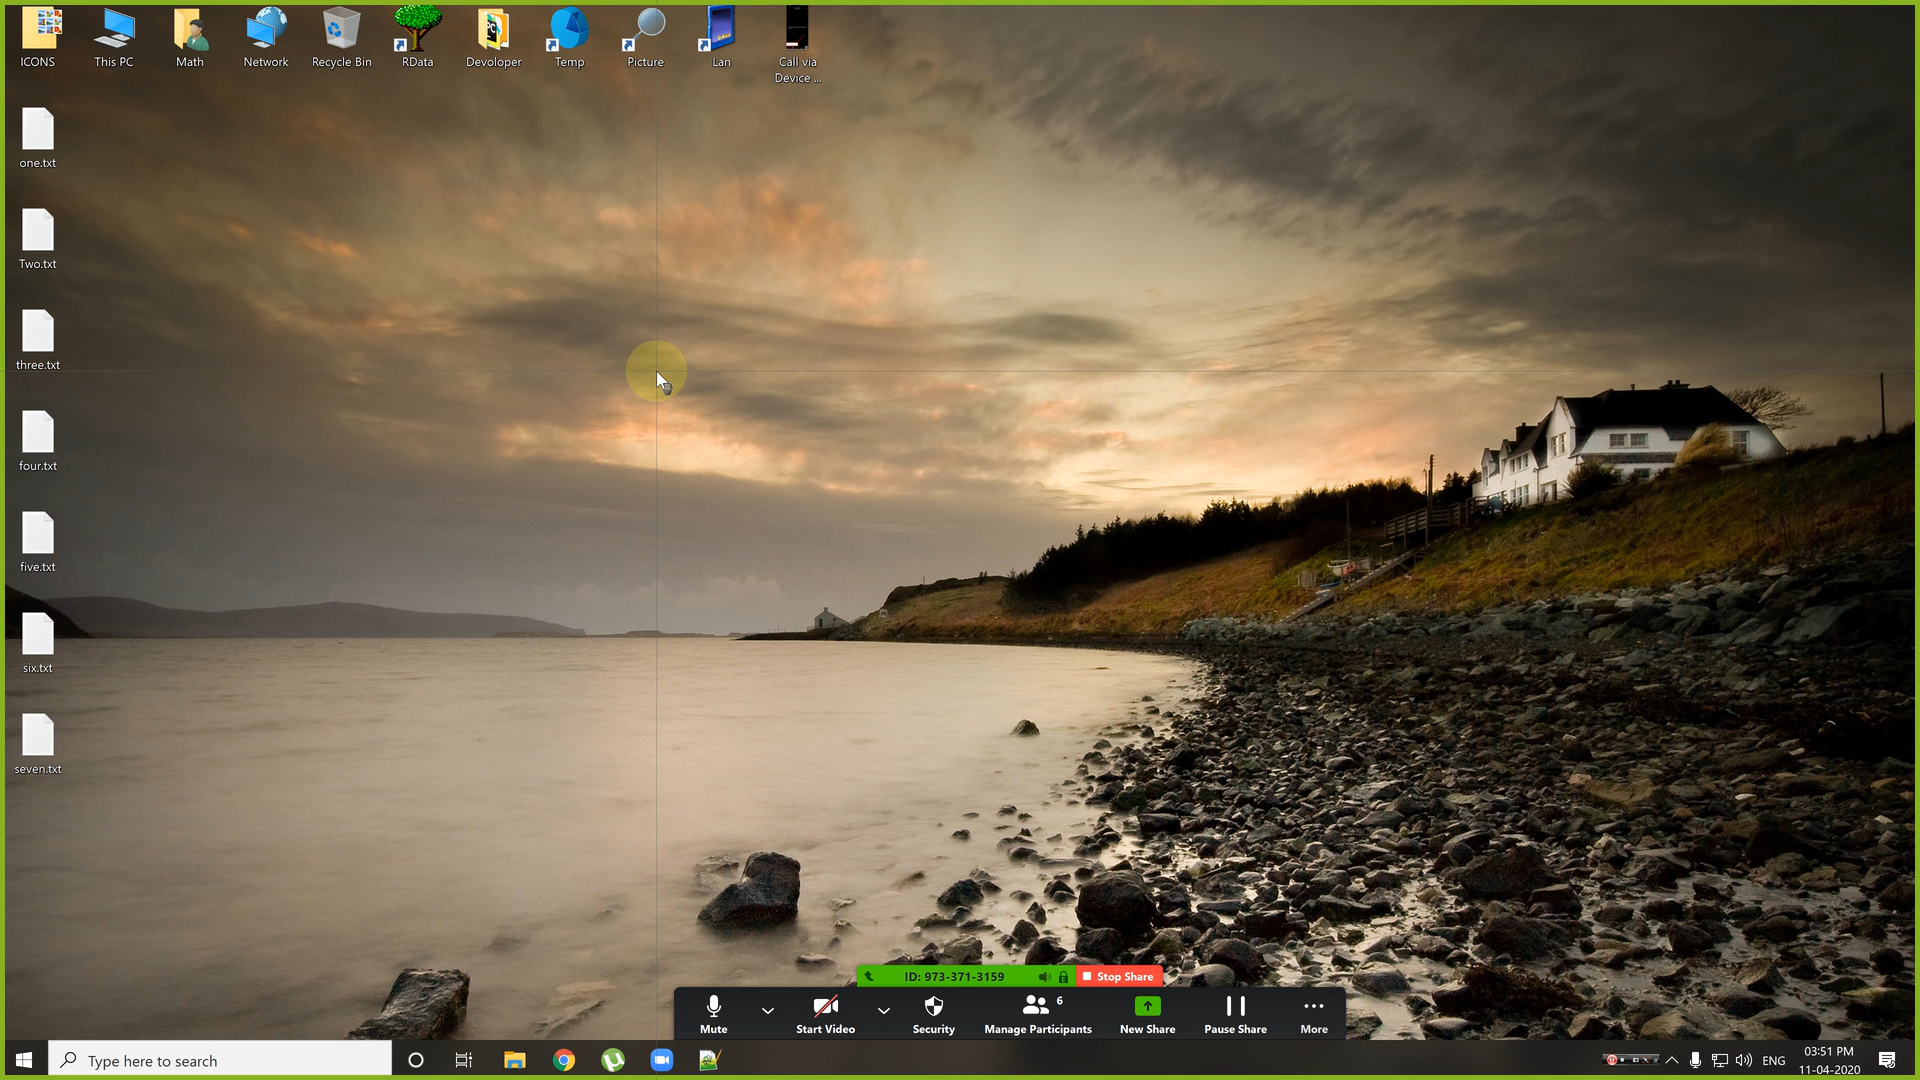 ICONS
This PC
Math
Network
Recycle Bin
RData
Devoloper
Temp
Picture
Lan
Call via
Device ...
one.txt
Two.txt
three.txt
four.txt
five.txt
six.txt
seven.txt
ID: 973-371-3159
Stop Share
Mute
Start Video
Security
6
Manage Participants
New Share
Pause Share
More
Type here to search
ENG
03:51 PM
11-04-2020